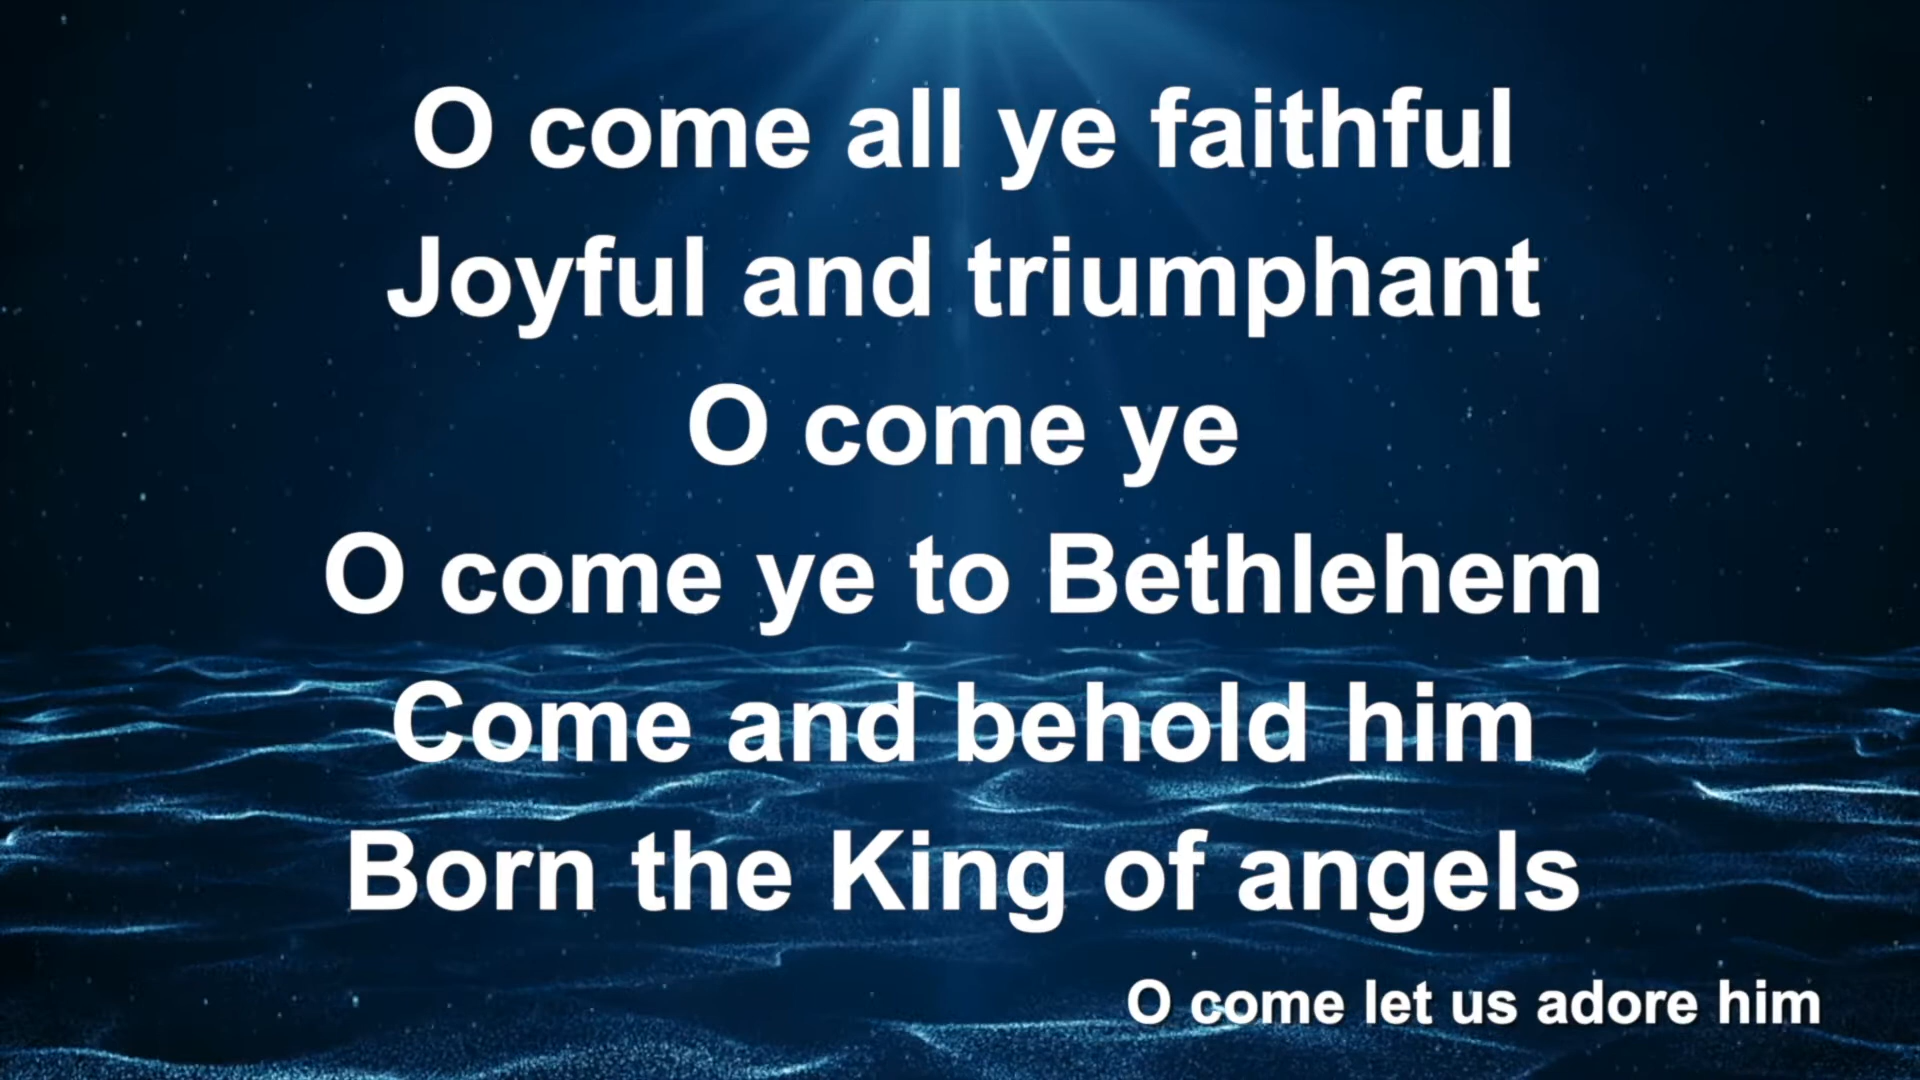 O come all ye faithful
Joyful and triumphant
O come ye
O come ye to Bethlehem
Come and behold him
Born the King of angels
O come let us adore him